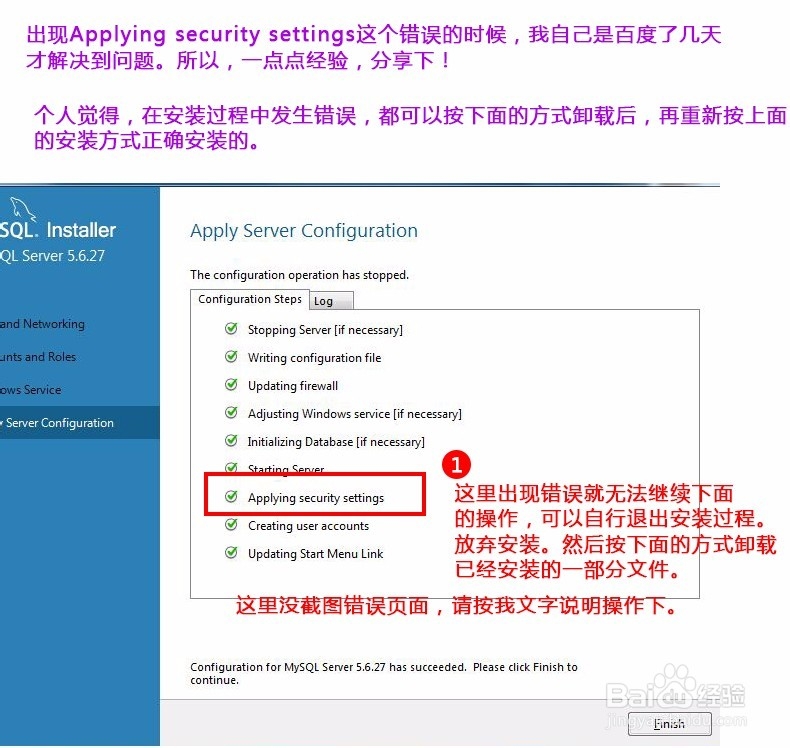 出现Applying security settings这个错误的时候，我自己是百度了几天
才解决到问题。所以，一点点经验，分享下！
个人觉得，在安装过程中发生错误，都可以按下面的方式卸载后，再重新按上面
的安装方式正确安装的。
SQL. Installer
QL Server 5.6.27
and Networking
unts and Roles
ows Service
Server Configuration
Apply Server Configuration
The configuration operation has stopped.
Configuration Steps Log
Stopping Server [if necessary]
Writing configuration file
Updating firewall
Adjusting Windows service [if necessary]
Initializing Database [if necessary]
Starting Server
Applying security settings
Creating user accounts
Updating Start Menu Link
1
这里出现错误就无法继续下面
的操作，可以自行退出安装过程。
放弃安装。然后按下面的方式卸载
已经安装的一部分文件。
这里没截图错误页面，请按我文字说明操作下。
Configuration for MySQL Server 5.6.27 has succeeded. Please click Finish to
continue.
Finish
Baidu经验
jingyan.baidu.com